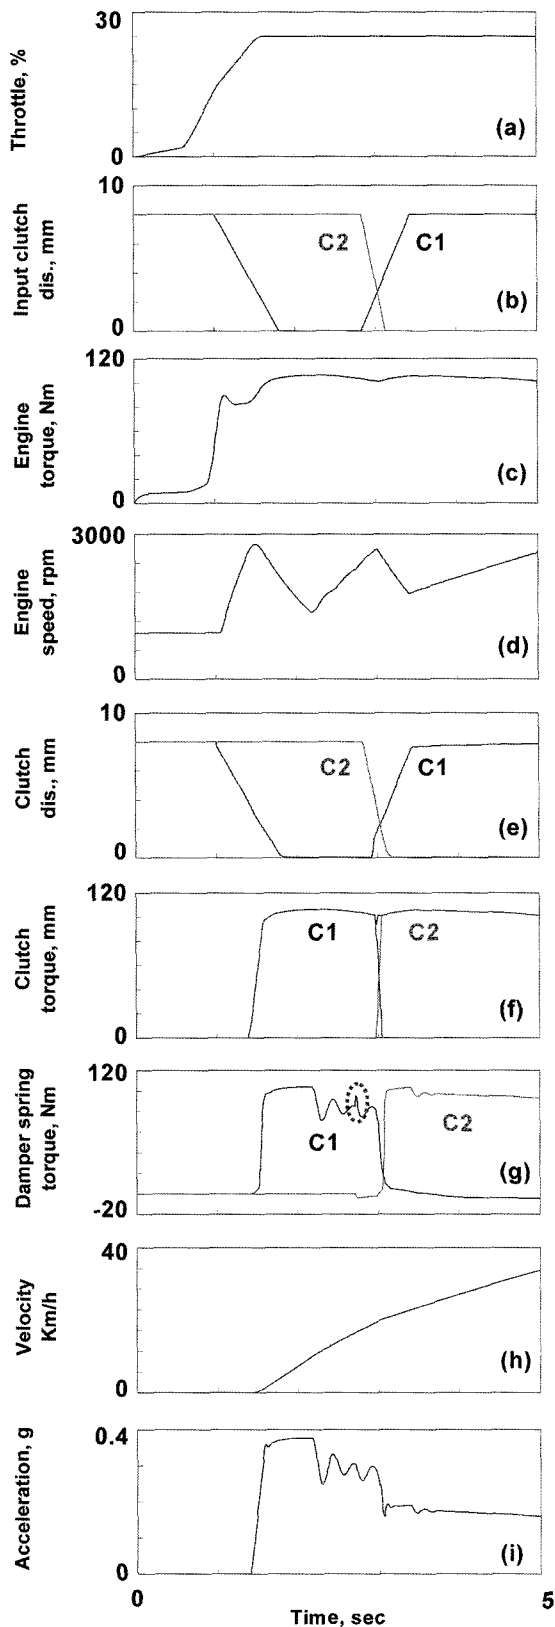 30
Throttle, %
(a)
0
10
Input clutch
dis., mm
C2
C1
(b)
0
120
Engine
torque, Nm
(c)
0
3000
Engine
speed, rpm
(d)
0
10
Clutch
dis., mm
C2
C1
(e)
0
120
Clutch
torque, mm
C1
C2
(f)
0
120
Damper spring
torque, Nm
C1
C2
(g)
-20
40
Velocity
Km/h
(h)
0
0.4
Acceleration, g
(i)
0
0
5
Time, sec